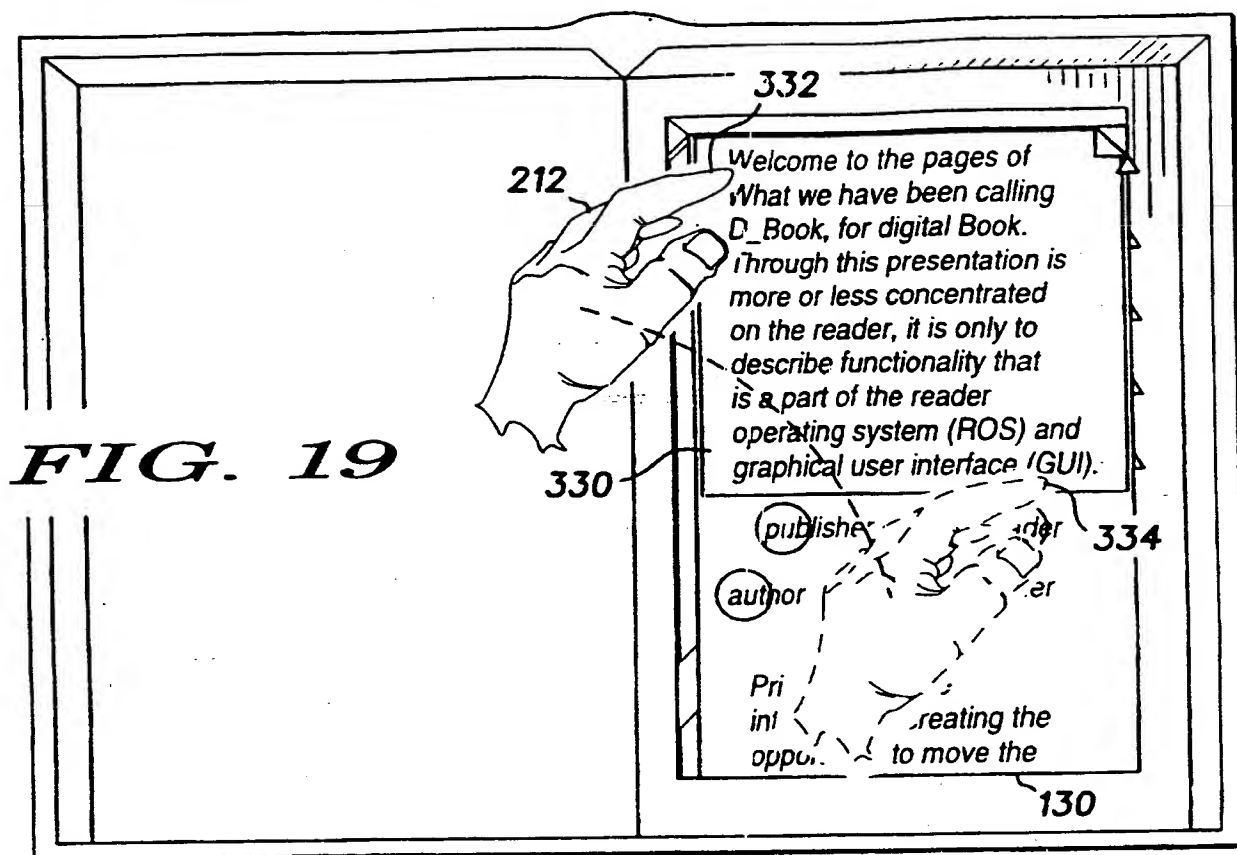 332
Welcome to the pages of
What we have been calling
212
D_Book, for digital Book.
Through this presentation is
more or less concentrated
on the reader, it is only to
describe functionality that
is a part of the reader
FIG. 19
operating system (ROS) and
330
graphical user interface (GUI).
publisher
334
author
to move the
130